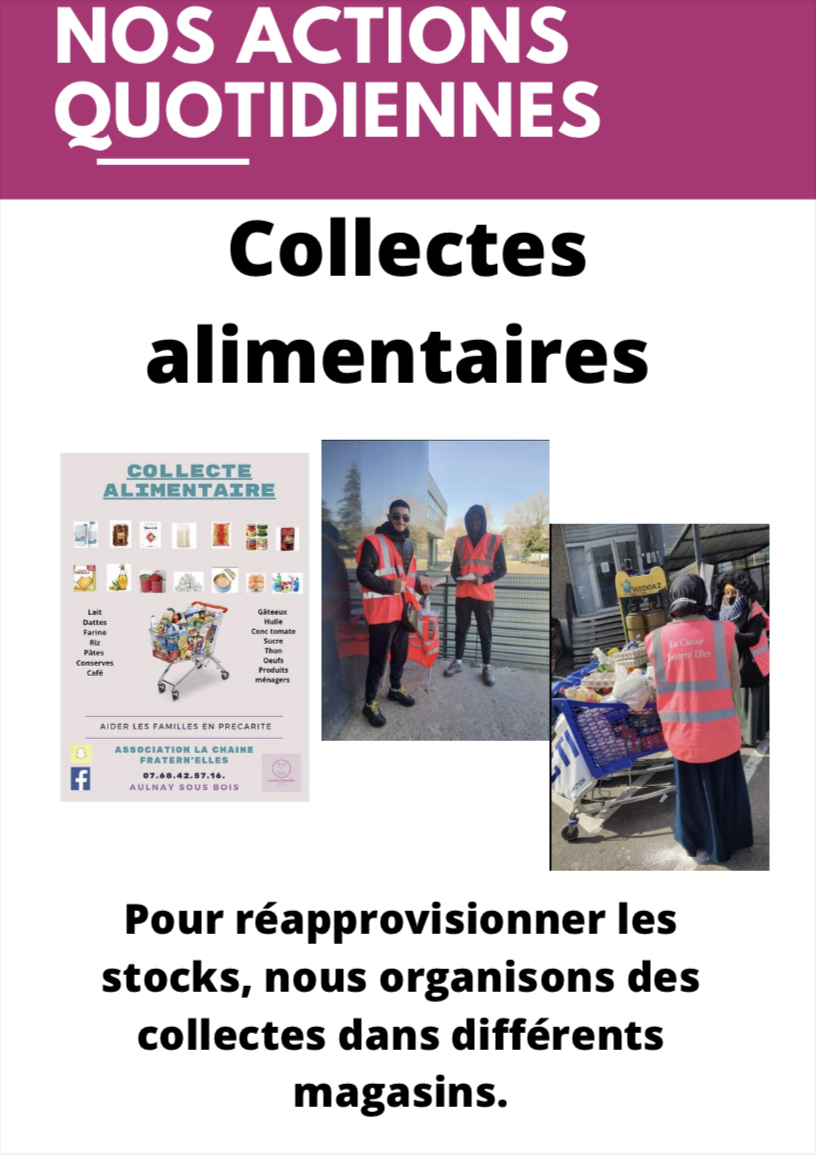 NOS ACTIONS
QUOTIDIENNES
Collectes
alimentaires
COLLECTE
ALIMENTAIRE
Lait
Dattes
Farine
Riz
Pâtes
Conserves
Café
Gâteaux
Huile
Conc tomate
Sucre
Thon
Oeufs
Produits
ménagers
AIDER LES FAMILLES EN PRECARITE
ASSOCIATION LA CHAINE
FRATERN'ELLES
07.68.42.57.16.
AULNAY SOUS BOIS
VITOGAZ
La Chaîne
Fratern'Elles
Pour réapprovisionner les
stocks, nous organisons des
collectes dans différents
magasins.